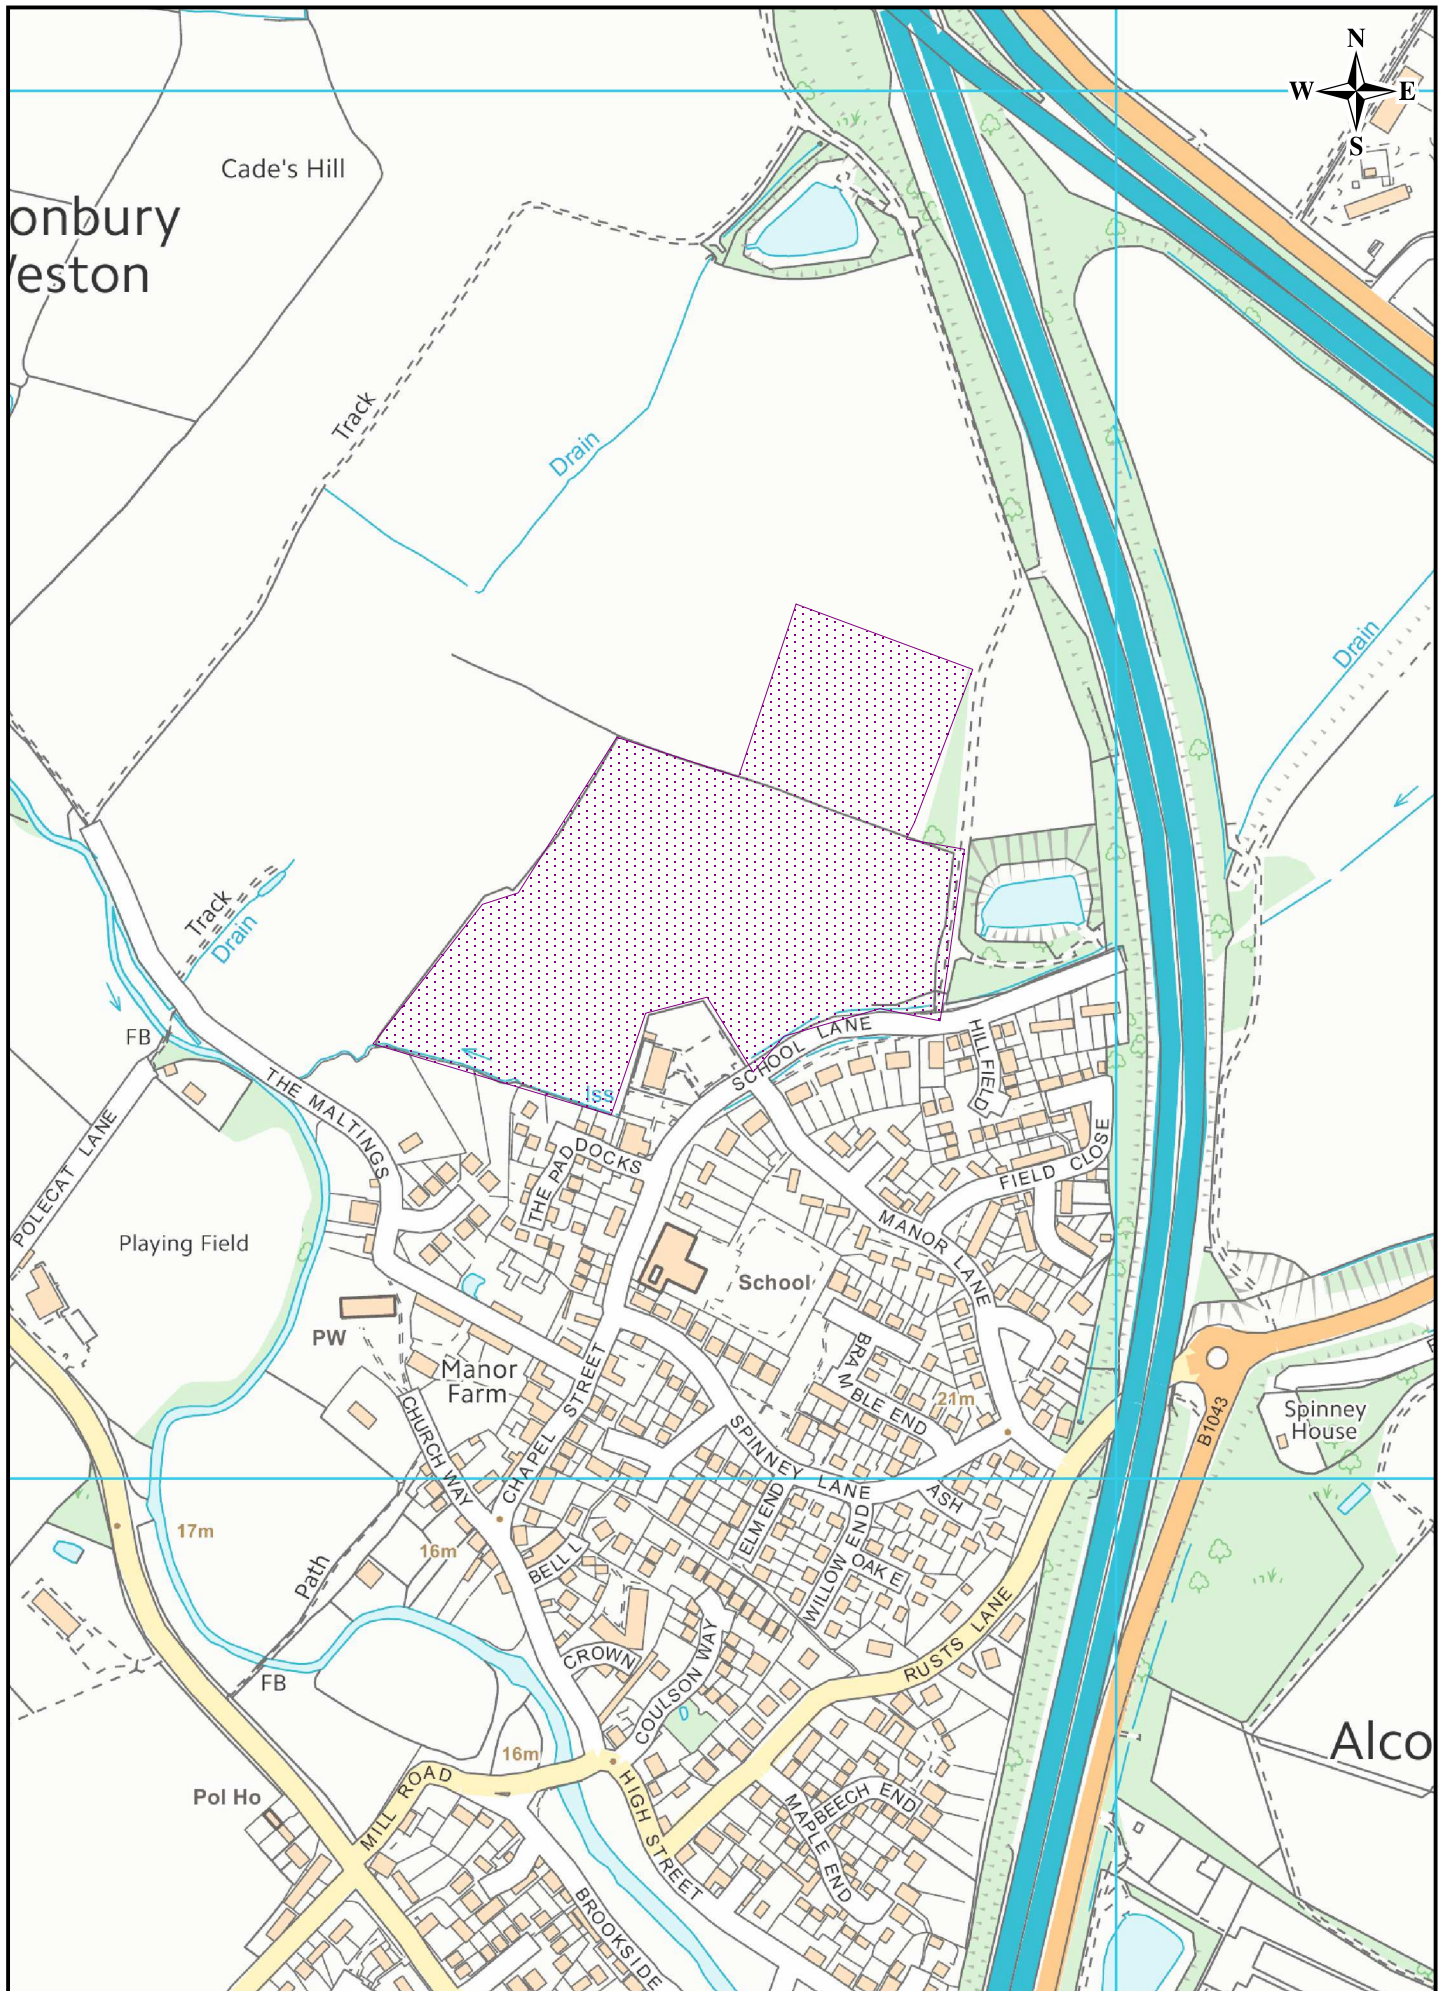 N
W E
S
Cade's Hill
onbury
Weston
Track
Drain
Drain
Track
Drain
FB
Iss
SCHOOL LANE
HILLFIELD
THE MALTINGS
POLECAT LANE
THE PADDOCKS
FIELD CLOSE
Playing Field
MANOR LANE
School
PW
Manor
Farm
BRAMBLE END
21m
B1043
Spinney
House
CHURCH WAY
CHAPEL STREET
SPINNEY LANE
ELM END
ASH
17m
16m
BELL L
WILLOW END
OAK E
Path
RUSTS LANE
CROWN
COULSON WAY
FB
Alco
16m
MILL ROAD
Pol Ho
HIGH STREET
BEECH END
MAPLE END
BROOKSIDE